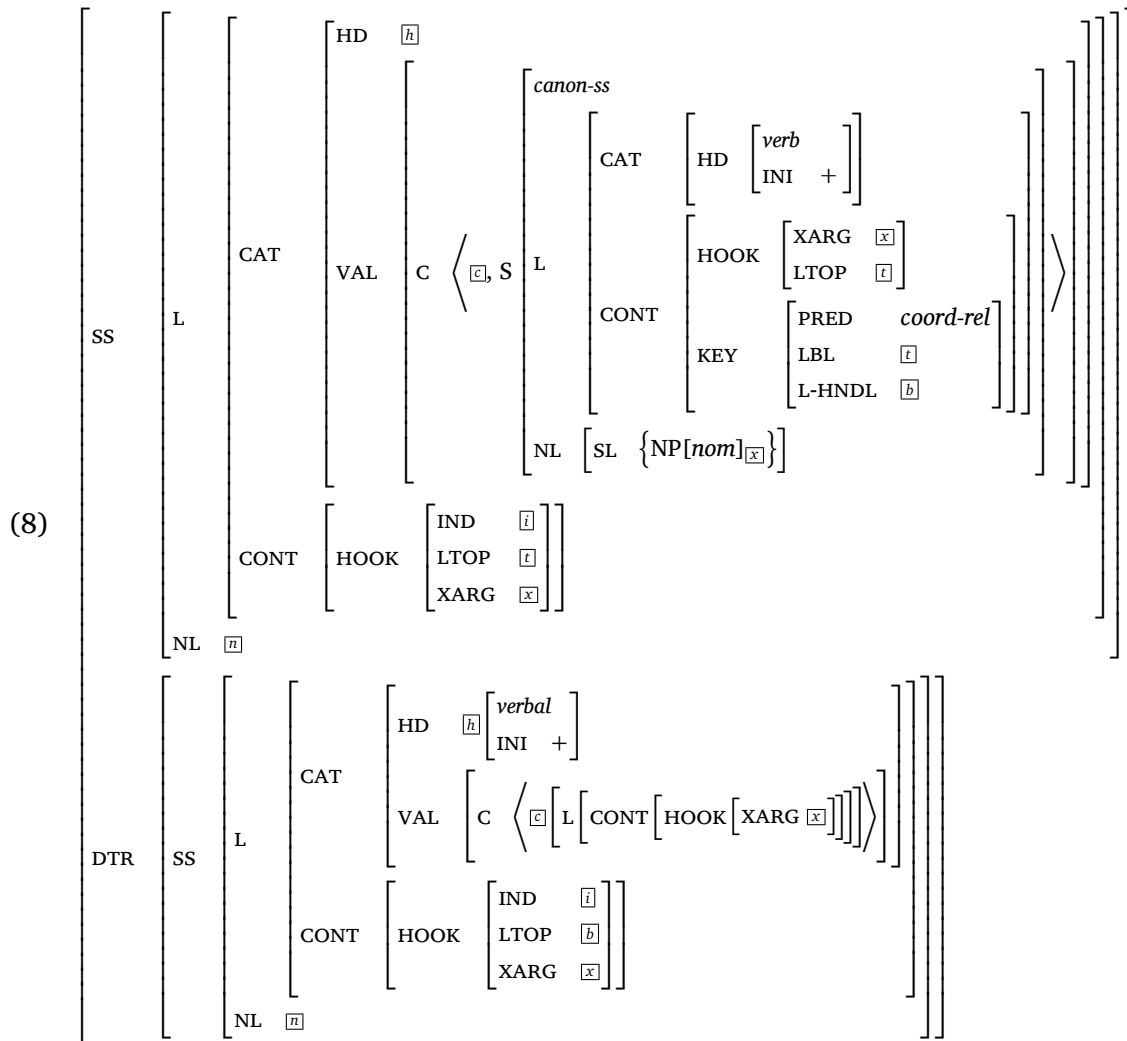 HD h
canon-ss
CAT HD verb
INI +
HOOK XARG x
LTOP t
CAT VAL C ⟨ c, S L
CONT
PRED coord-rel
SS L KEY LBL t
L-HNDL b
NL [SL {NP[nom]x}]
(8)
IND i
CONT HOOK LTOP t
XARG x
NL n
HD h verbal
INI +
CAT
VAL [C ⟨ c [L [CONT [HOOK [XARG x]]]]⟩]
L
DTR SS
IND i
CONT HOOK LTOP b
XARG x
NL n